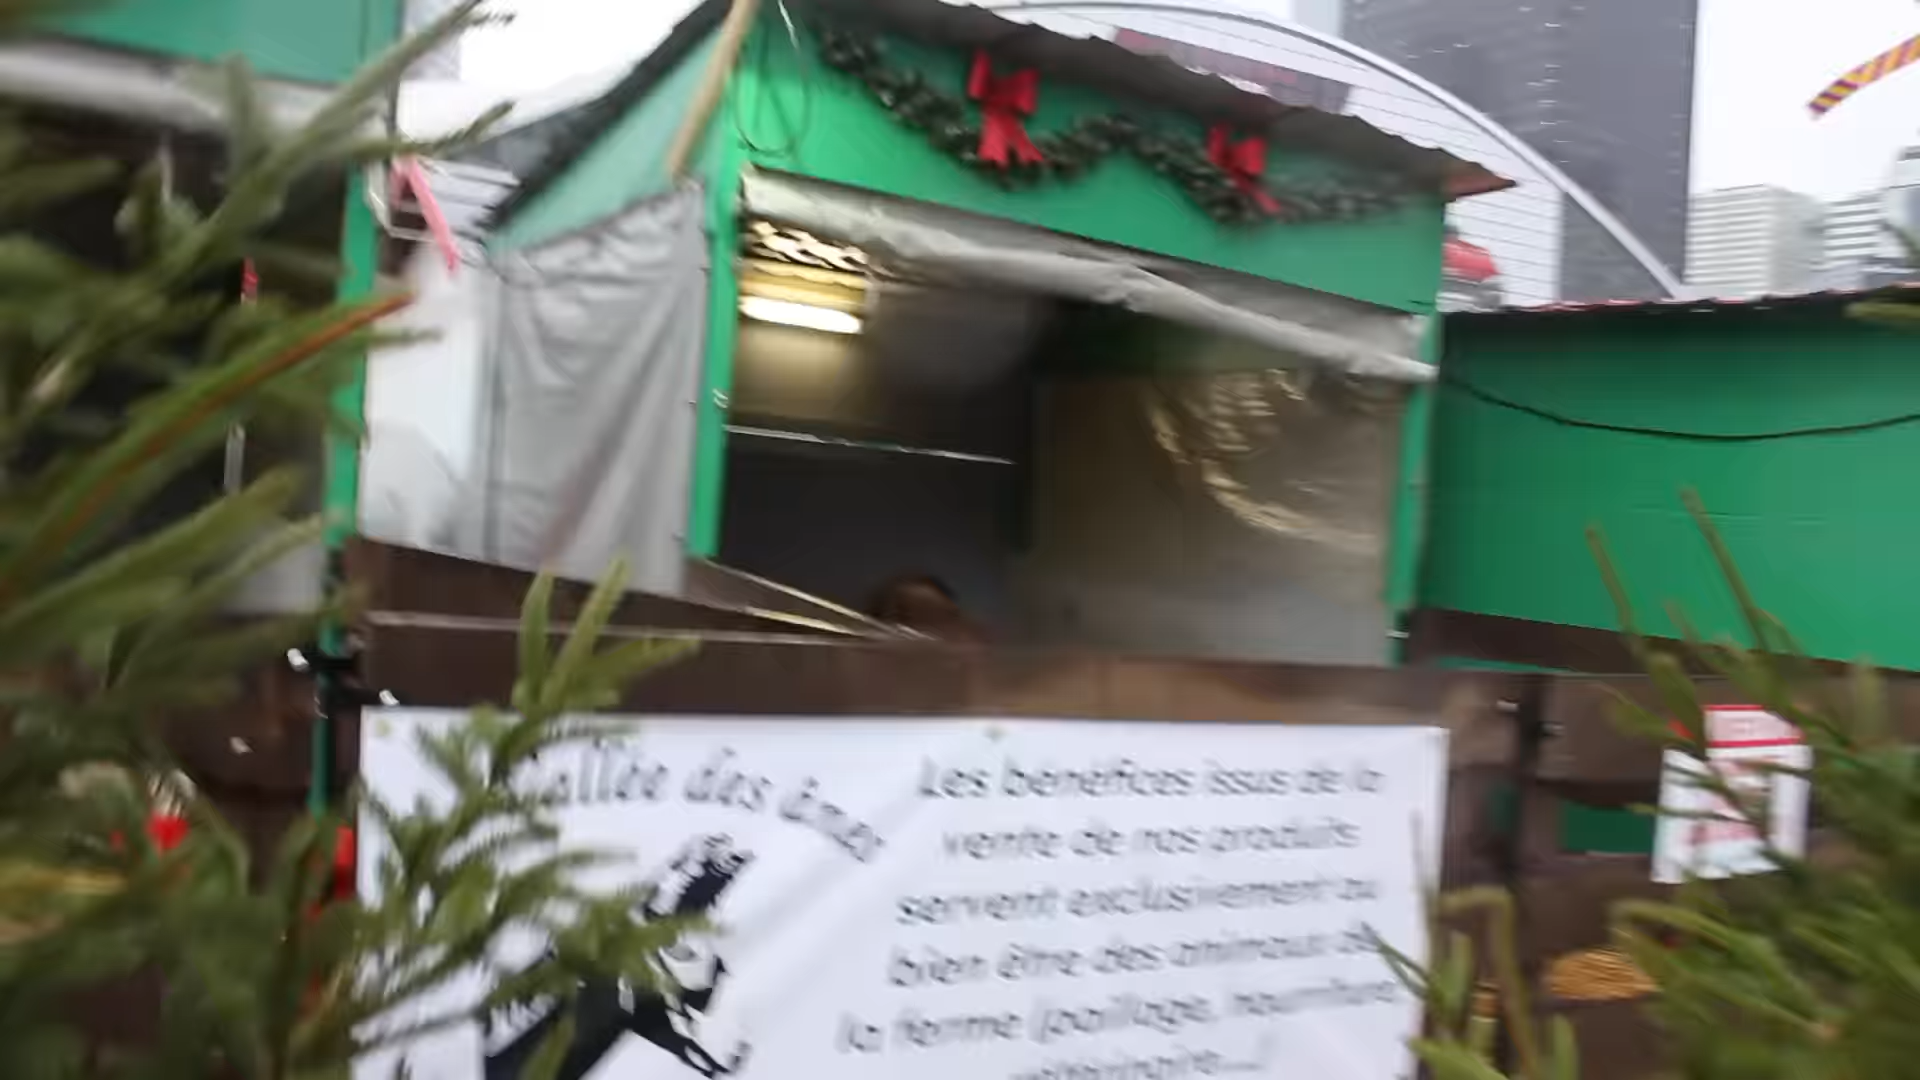 Vallée des ânes
Les bénéfices issus de la
vente de nos produits
servent exclusivement au
bien être des animaux de
la ferme (paillage, nourriture
vétérinaire...)